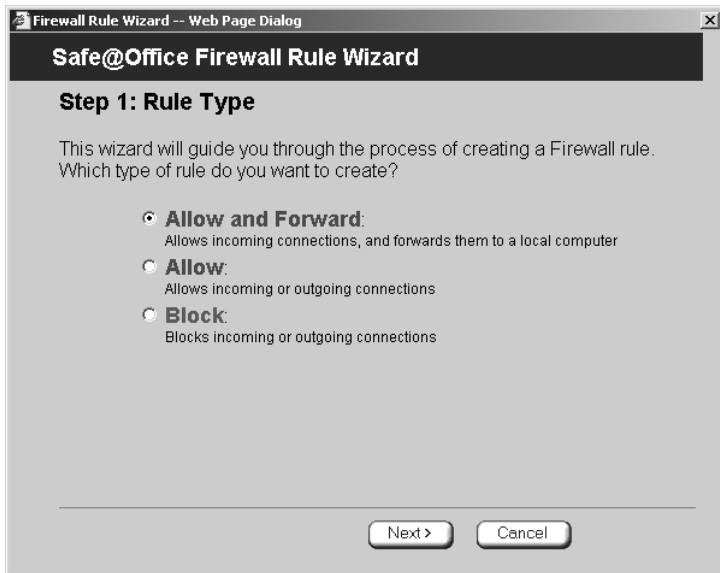 Firewall Rule Wizard -- Web Page Dialog
Safe@Office Firewall Rule Wizard
Step 1: Rule Type
This wizard will guide you through the process of creating a Firewall rule.
Which type of rule do you want to create?
Allow and Forward:
Allows incoming connections, and forwards them to a local computer
Allow:
Allows incoming or outgoing connections
Block:
Blocks incoming or outgoing connections
Next >
Cancel